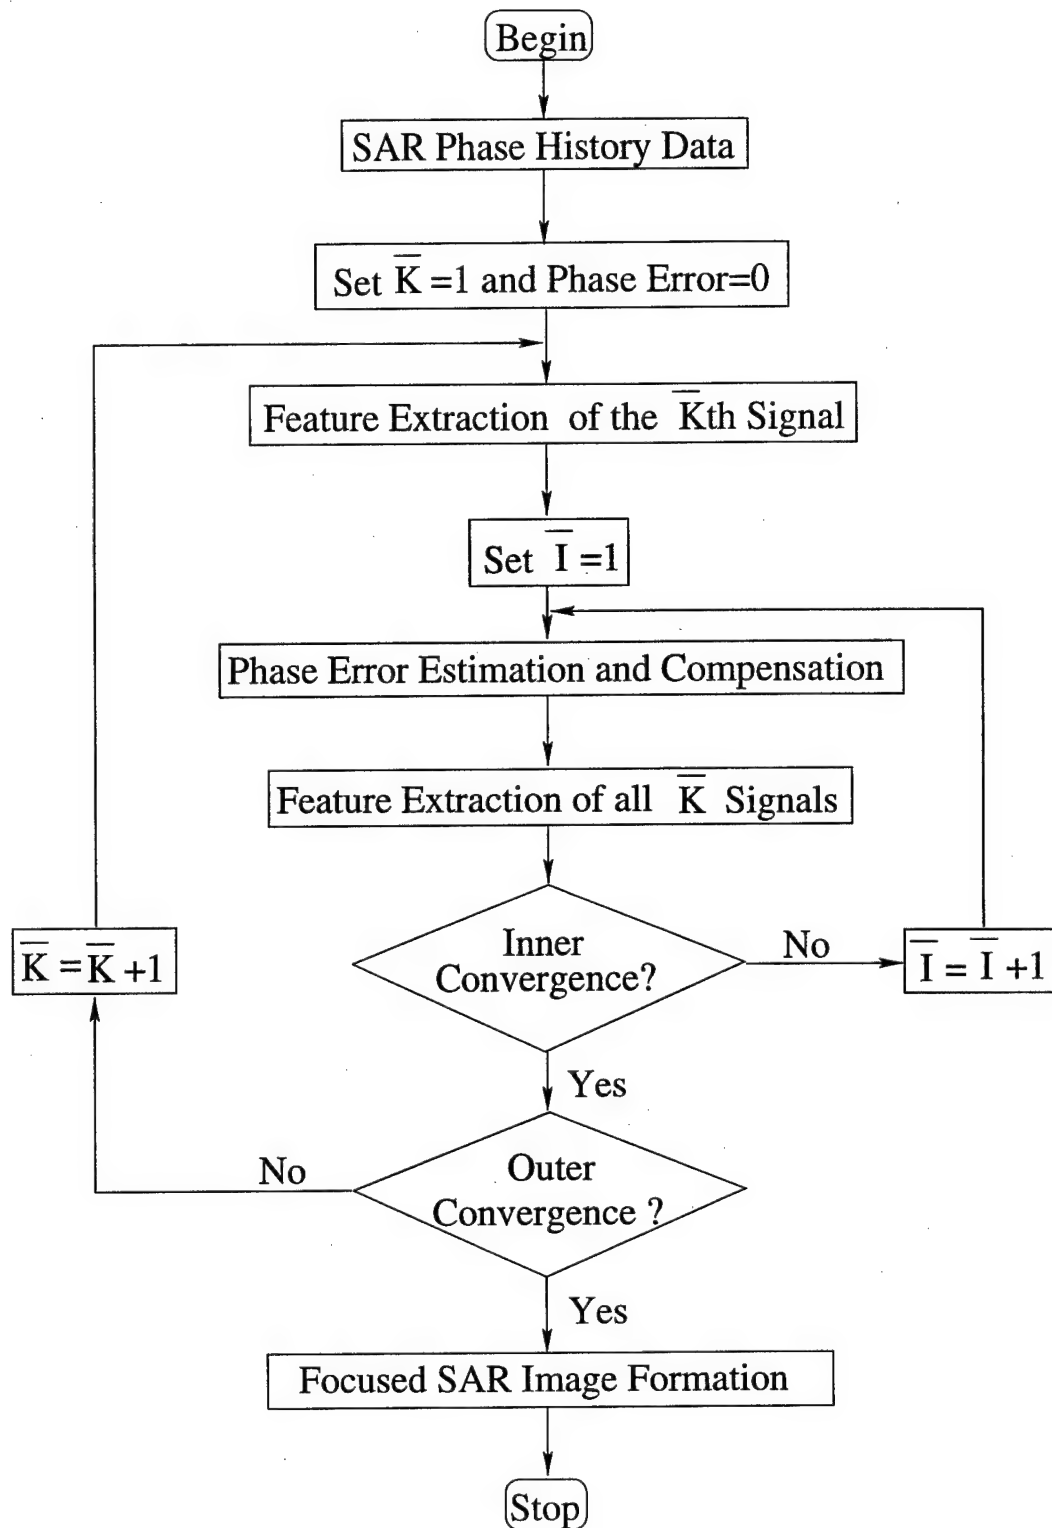 Begin
SAR Phase History Data
Set K̅ =1 and Phase Error=0
Feature Extraction of the K̅th Signal
Set I̅ =1
Phase Error Estimation and Compensation
Feature Extraction of all K̅ Signals
Inner
Convergence?
No
I̅ = I̅ +1
K̅ = K̅ +1
Yes
No
Outer
Convergence ?
Yes
Focused SAR Image Formation
Stop